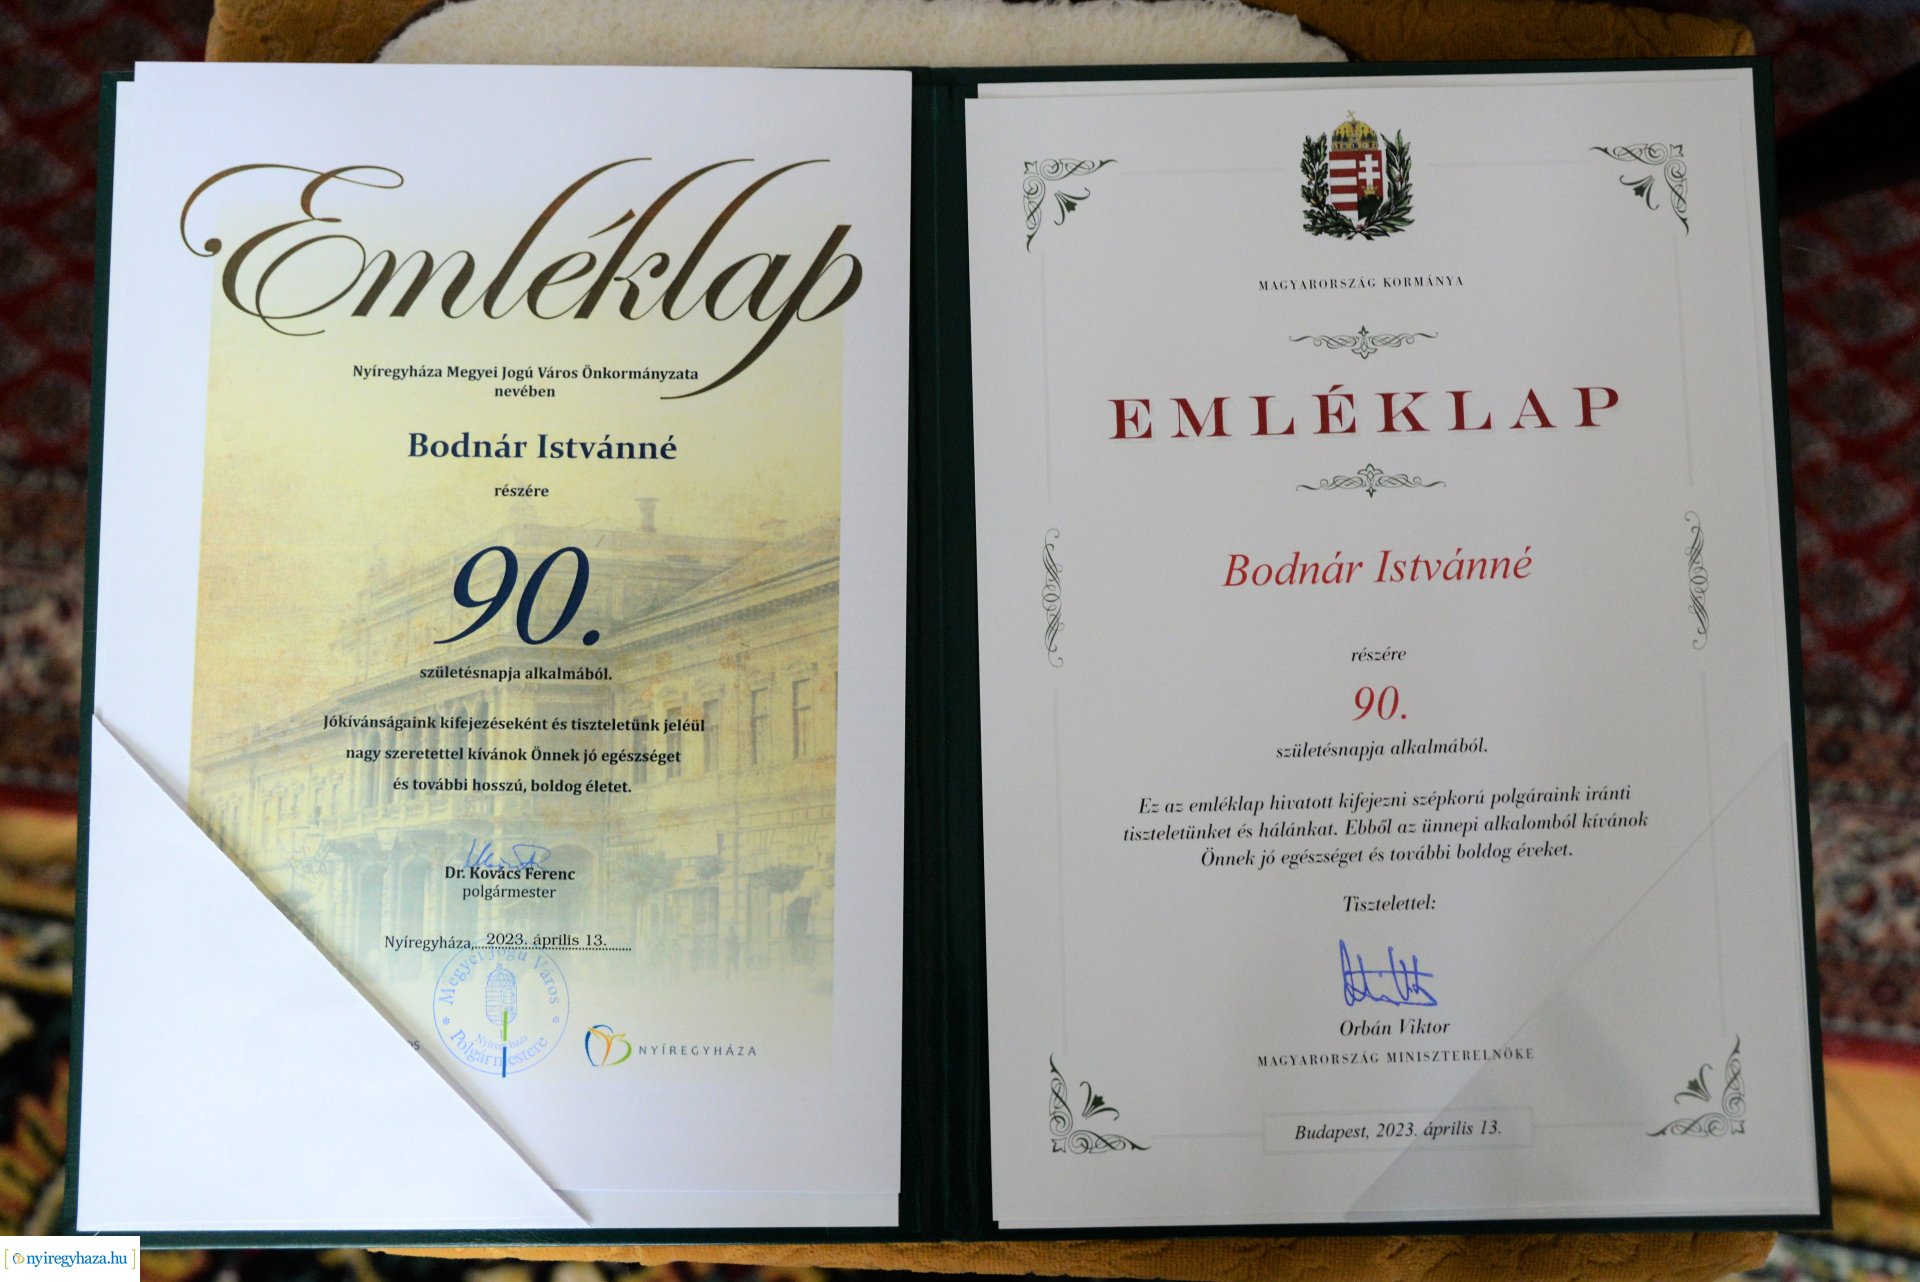 Emléklap
Nyíregyháza Megyei Jogú Város Önkormányzata
nevében
Bodnár Istvánné
részére
90.
születésnapja alkalmából.
Jókívánságaink kifejezéseként és tiszteletünk jeléül
nagy szeretettel kívánok Önnek jó egészséget
és további hosszú, boldog életet.
Dr. Kovács Ferenc
polgármester
Nyíregyháza, 2023. április 13.
Megyei Jogú Város
Nyíregyháza
Polgármestere
NYÍREGYHÁZA
MAGYARORSZÁG KORMÁNYA
EMLÉKLAP
Bodnár Istvánné
részére
90.
születésnapja alkalmából.
Ez az emléklap hivatott kifejezni szépkorú polgáraink iránti
tiszteletünket és hálánkat. Ebből az ünnepi alkalomból kívánok
Önnek jó egészséget és további boldog éveket.
Tisztelettel:
Orbán Viktor
MAGYARORSZÁG MINISZTERELNÖKE
Budapest, 2023. április 13.
[nyiregyhaza.hu]